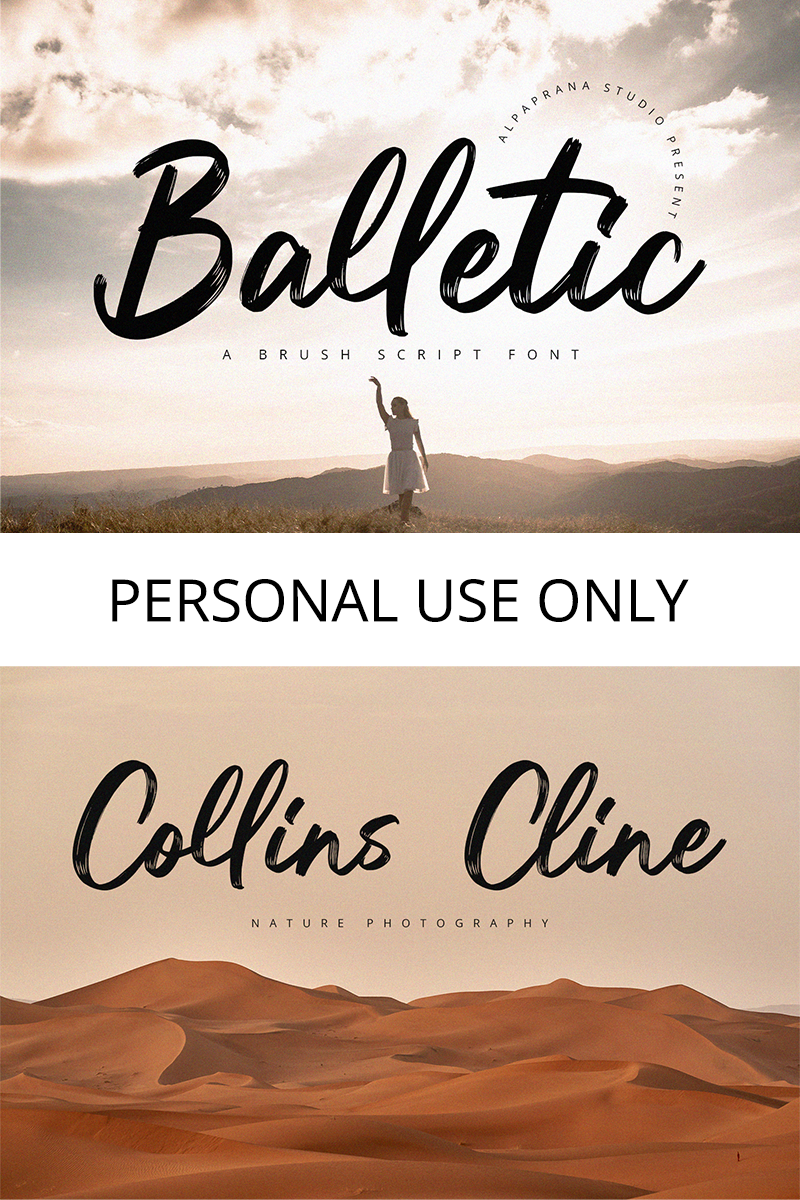 ALPAPRANA STUDIO PRESENT
Balletic
A BRUSH SCRIPT FONT
PERSONAL USE ONLY
Collins Cline
NATURE PHOTOGRAPHY